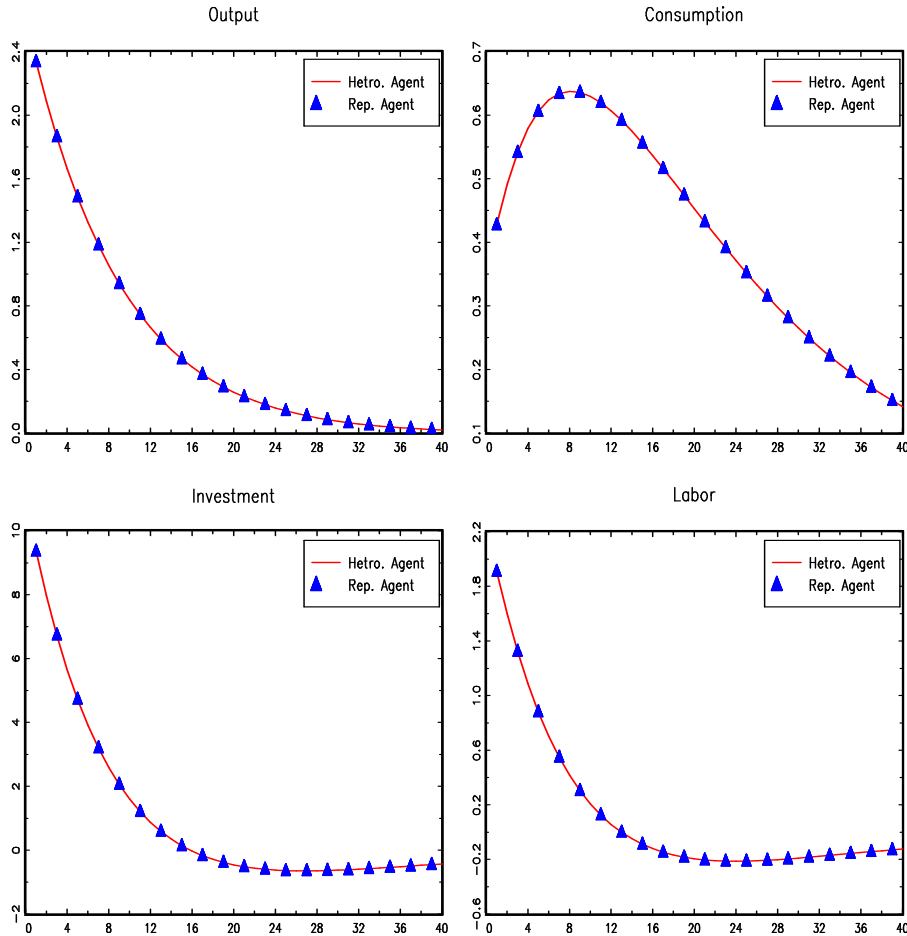 Output
2.4
2.0
1.6
1.2
0.8
0.4
0.0
Hetro. Agent
Rep. Agent
0 4 8 12 16 20 24 28 32 36 40
Consumption
0.7
0.6
0.5
0.4
0.3
0.2
0.1
Hetro. Agent
Rep. Agent
0 4 8 12 16 20 24 28 32 36 40
Investment
10
8
6
4
2
0
-2
Hetro. Agent
Rep. Agent
0 4 8 12 16 20 24 28 32 36 40
Labor
2.2
1.8
1.4
1.0
0.6
0.2
-0.2
-0.6
Hetro. Agent
Rep. Agent
0 4 8 12 16 20 24 28 32 36 40